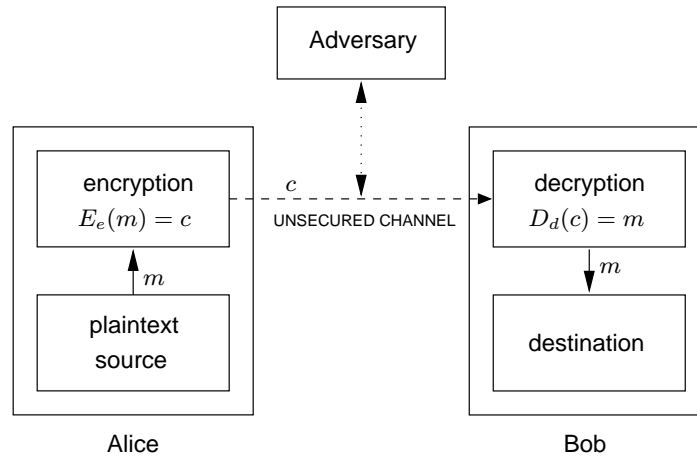 Adversary
encryption
E_e(m) = c
c
UNSECURED CHANNEL
decryption
D_d(c) = m
m
m
plaintext
source
destination
Alice
Bob